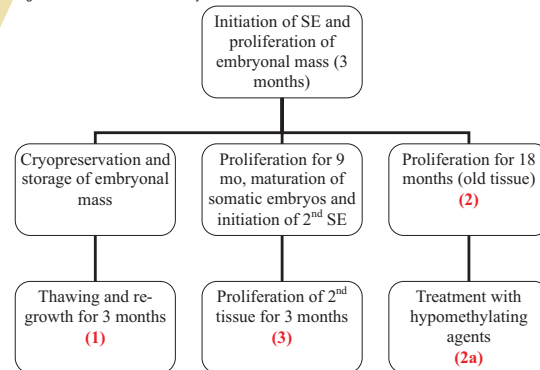 Initiation of SE and
proliferation of
embryonal mass (3
months)
Cryopreservation and
storage of embryonal
mass
Proliferation for 9
mo, maturation of
somatic embryos and
initiation of 2nd SE
Proliferation for 18
months (old tissue)
(2)
Thawing and re-
growth for 3 months
(1)
Proliferation of 2nd
tissue for 3 months
(3)
Treatment with
hypomethylating
agents
(2a)